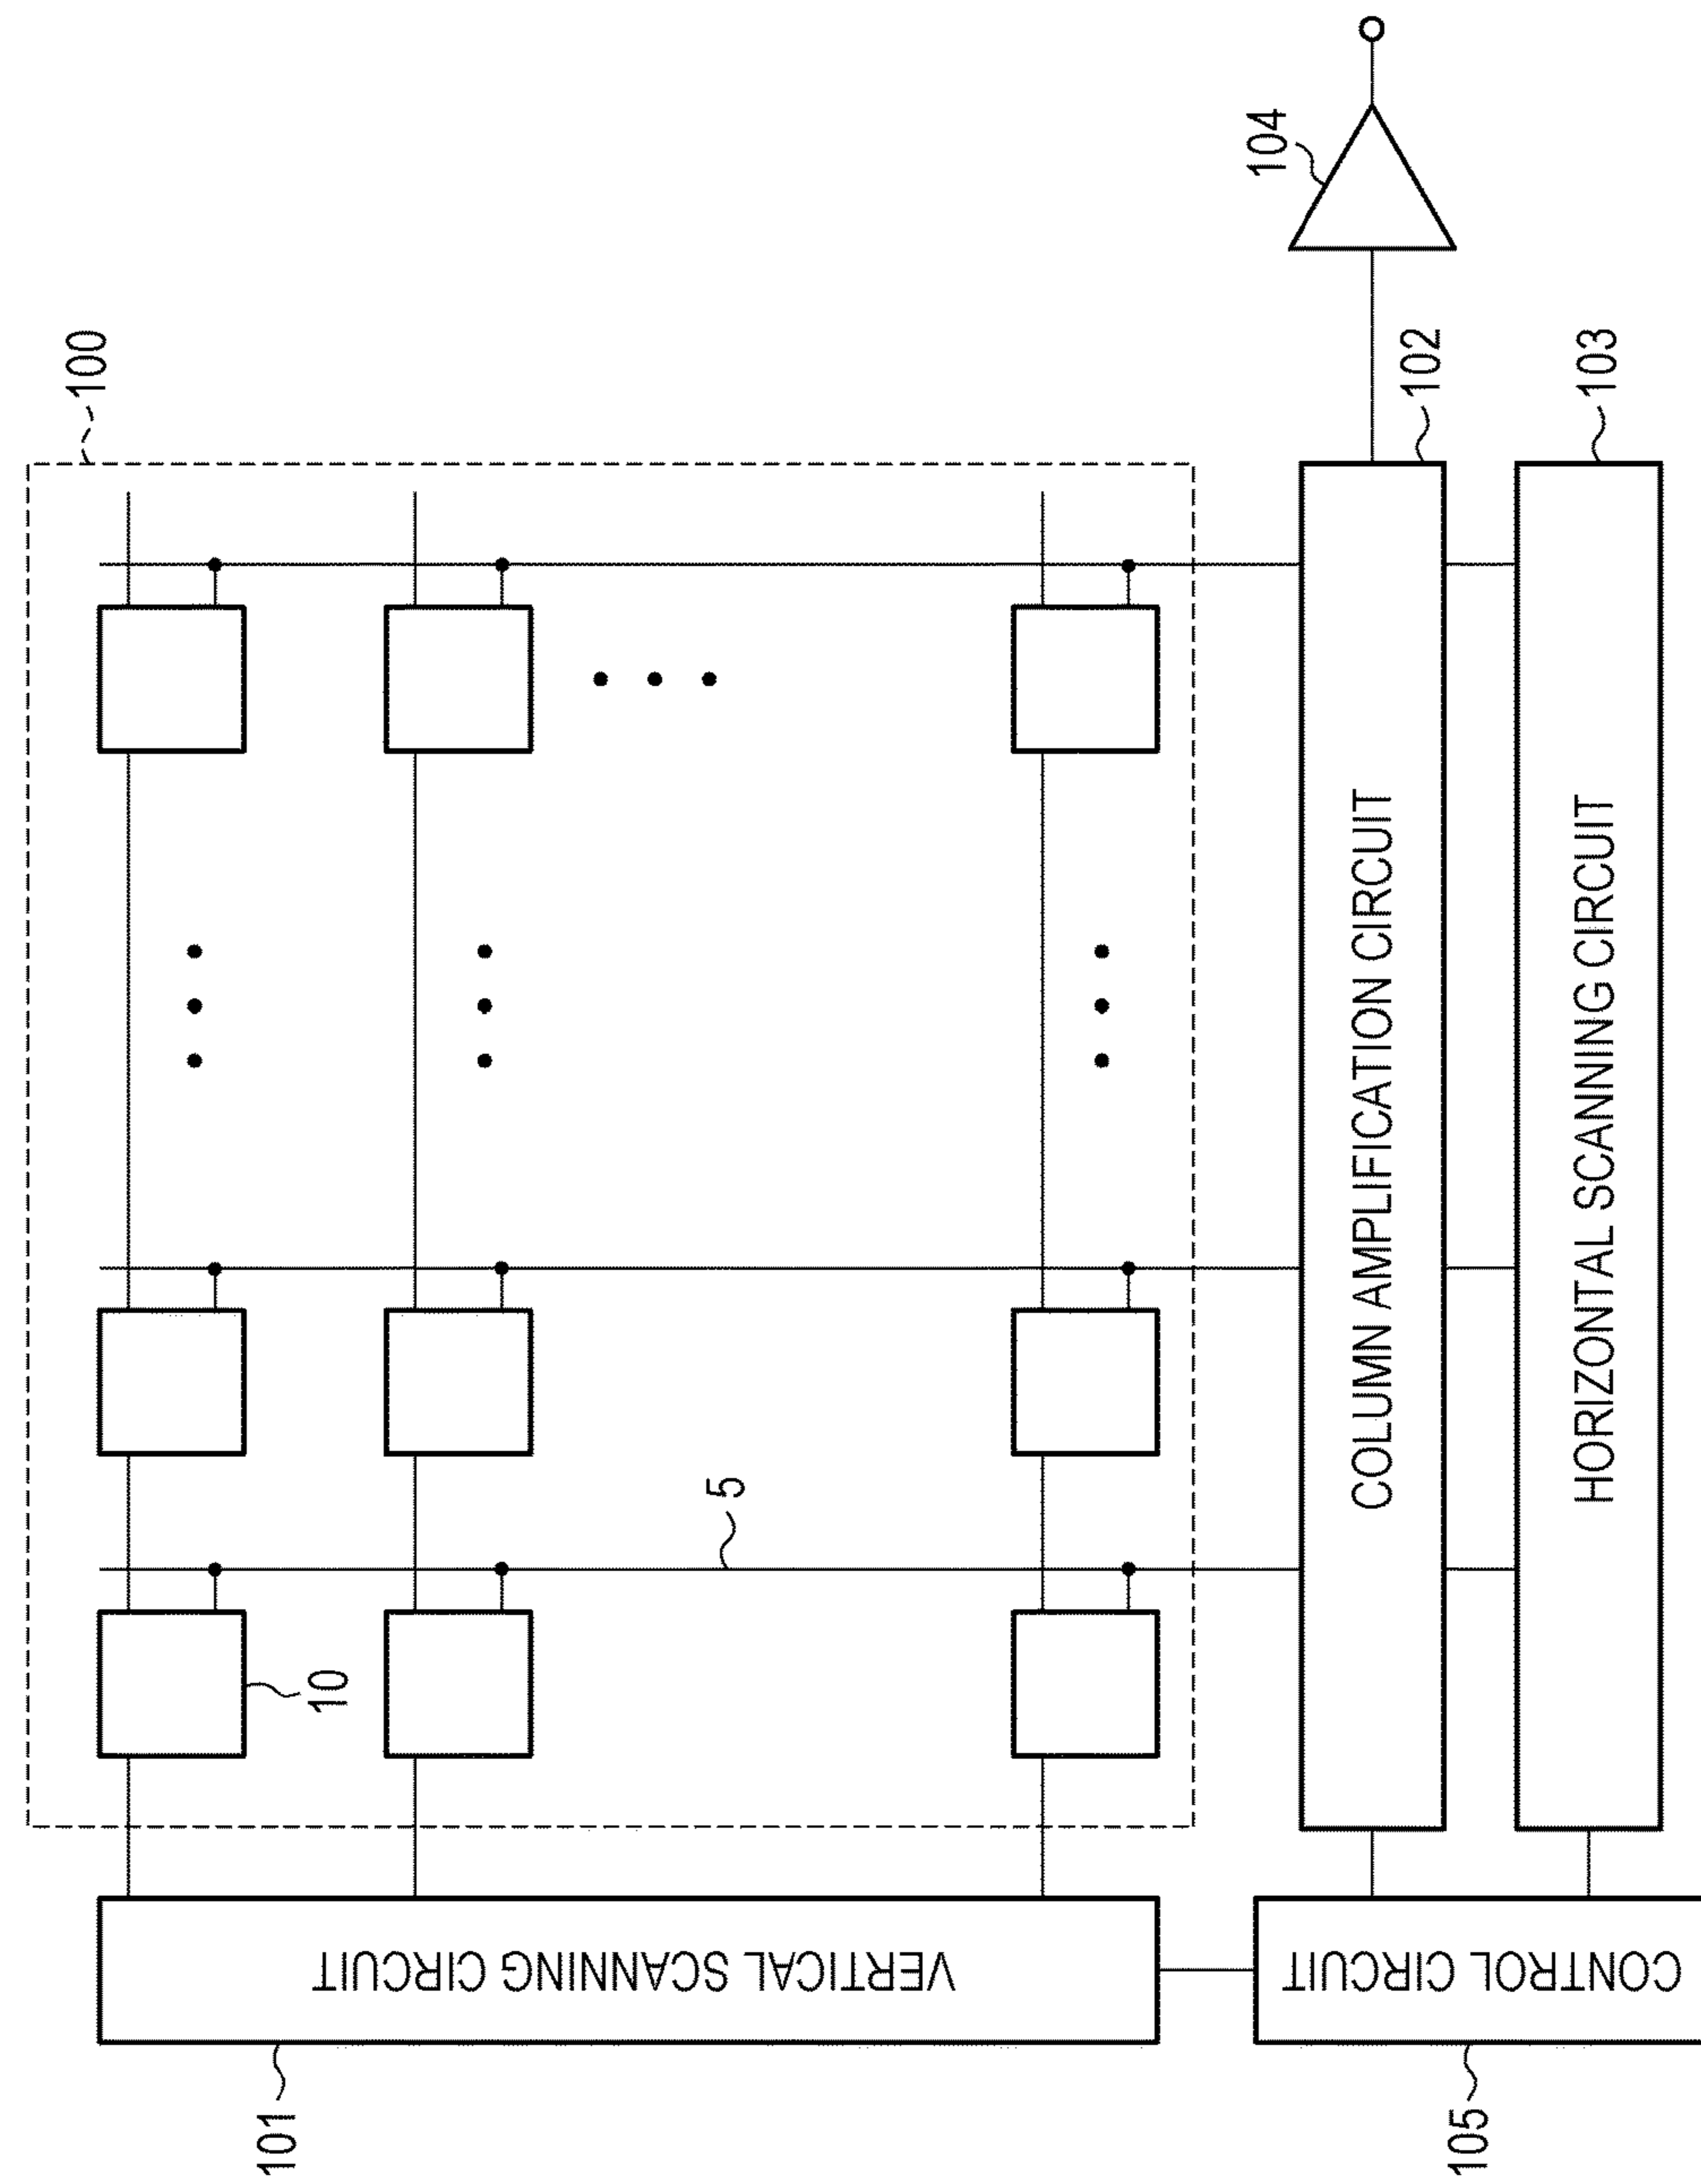 100
104
10
5
102
103
COLUMN AMPLIFICATION CIRCUIT
HORIZONTAL SCANNING CIRCUIT
VERTICAL SCANNING CIRCUIT
CONTROL CIRCUIT
101
105